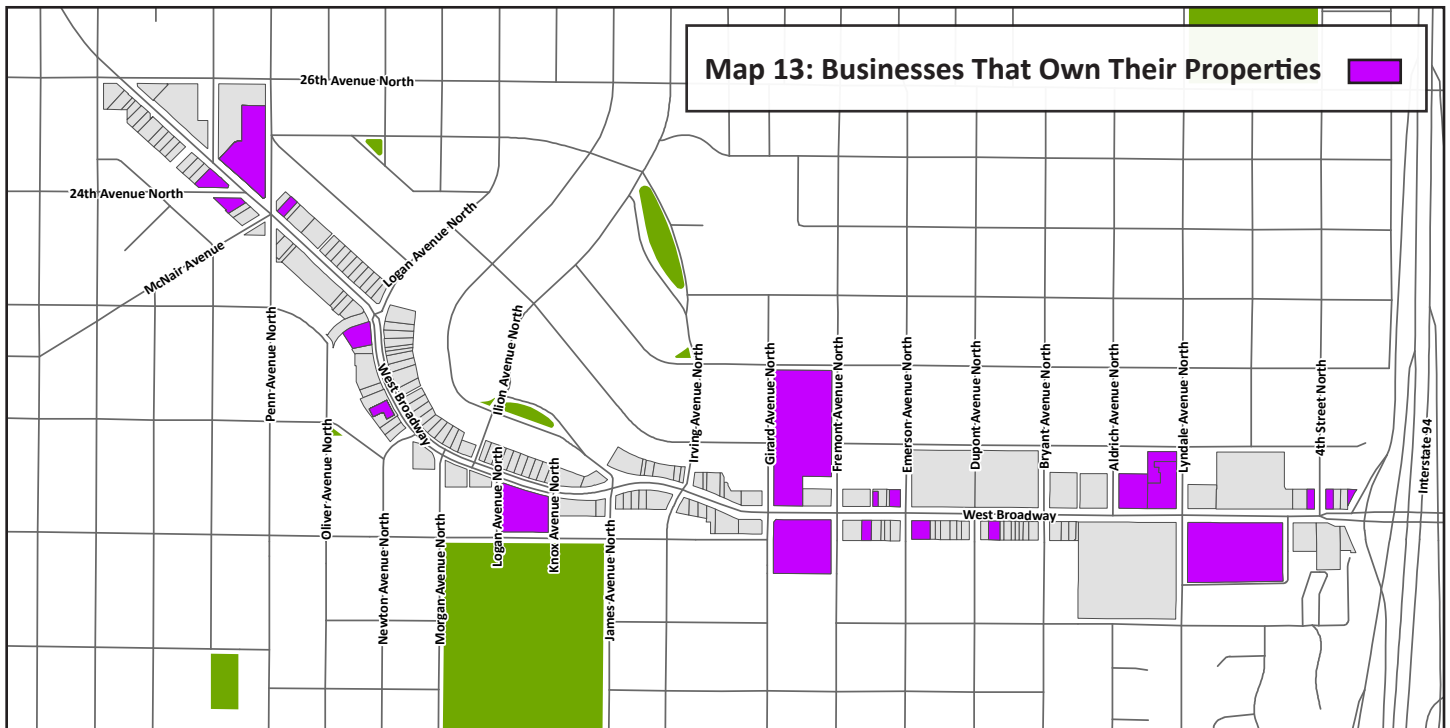 Map 13: Businesses That Own Their Properties
26th Avenue North
24th Avenue North
McNair Avenue
Logan Avenue North
Penn Avenue North
Ilion Avenue North
West Broadway
Irving Avenue North
Girard Avenue North
Fremont Avenue North
Emerson Avenue North
Dupont Avenue North
Bryant Avenue North
Aldrich Avenue North
Lyndale Avenue North
4th Street North
Interstate 94
Oliver Avenue North
Newton Avenue North
Morgan Avenue North
Logan Avenue North
Knox Avenue North
James Avenue North
West Broadway